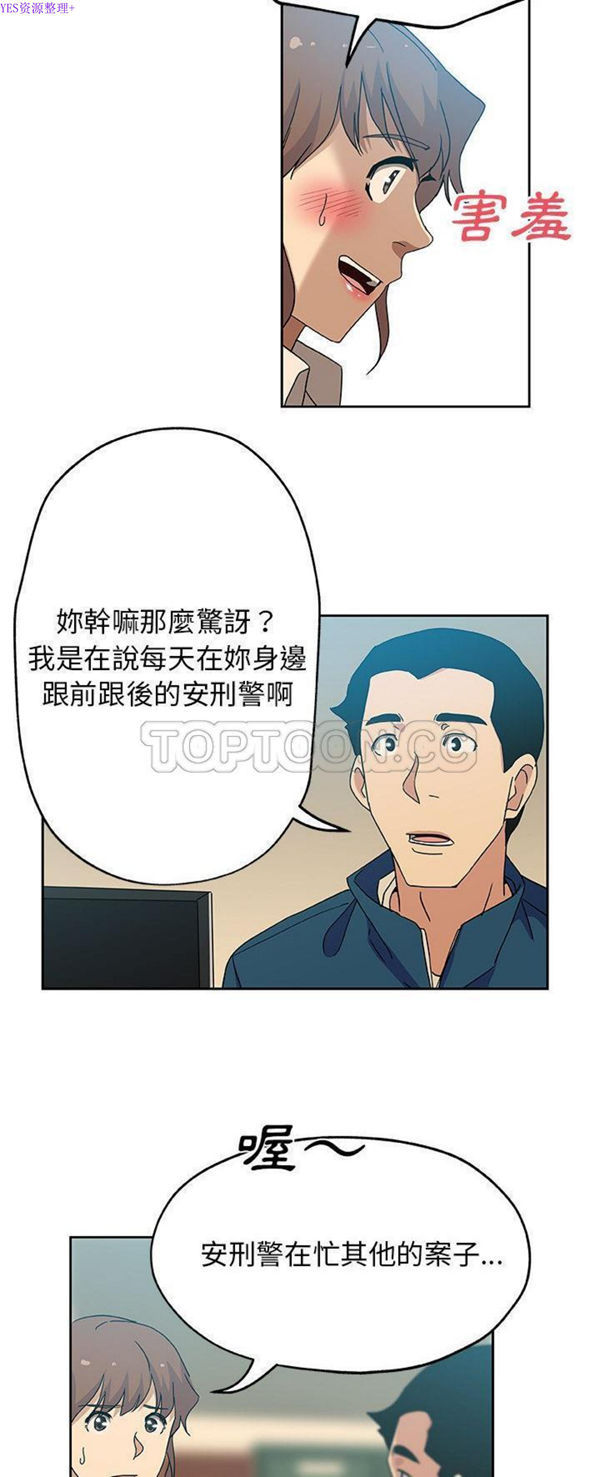 YES资源整理+
害羞
妳幹嘛那麼驚訝？
我是在說每天在妳身邊
跟前跟後的安刑警啊
TOPTOON.CC
喔～
安刑警在忙其他的案子...